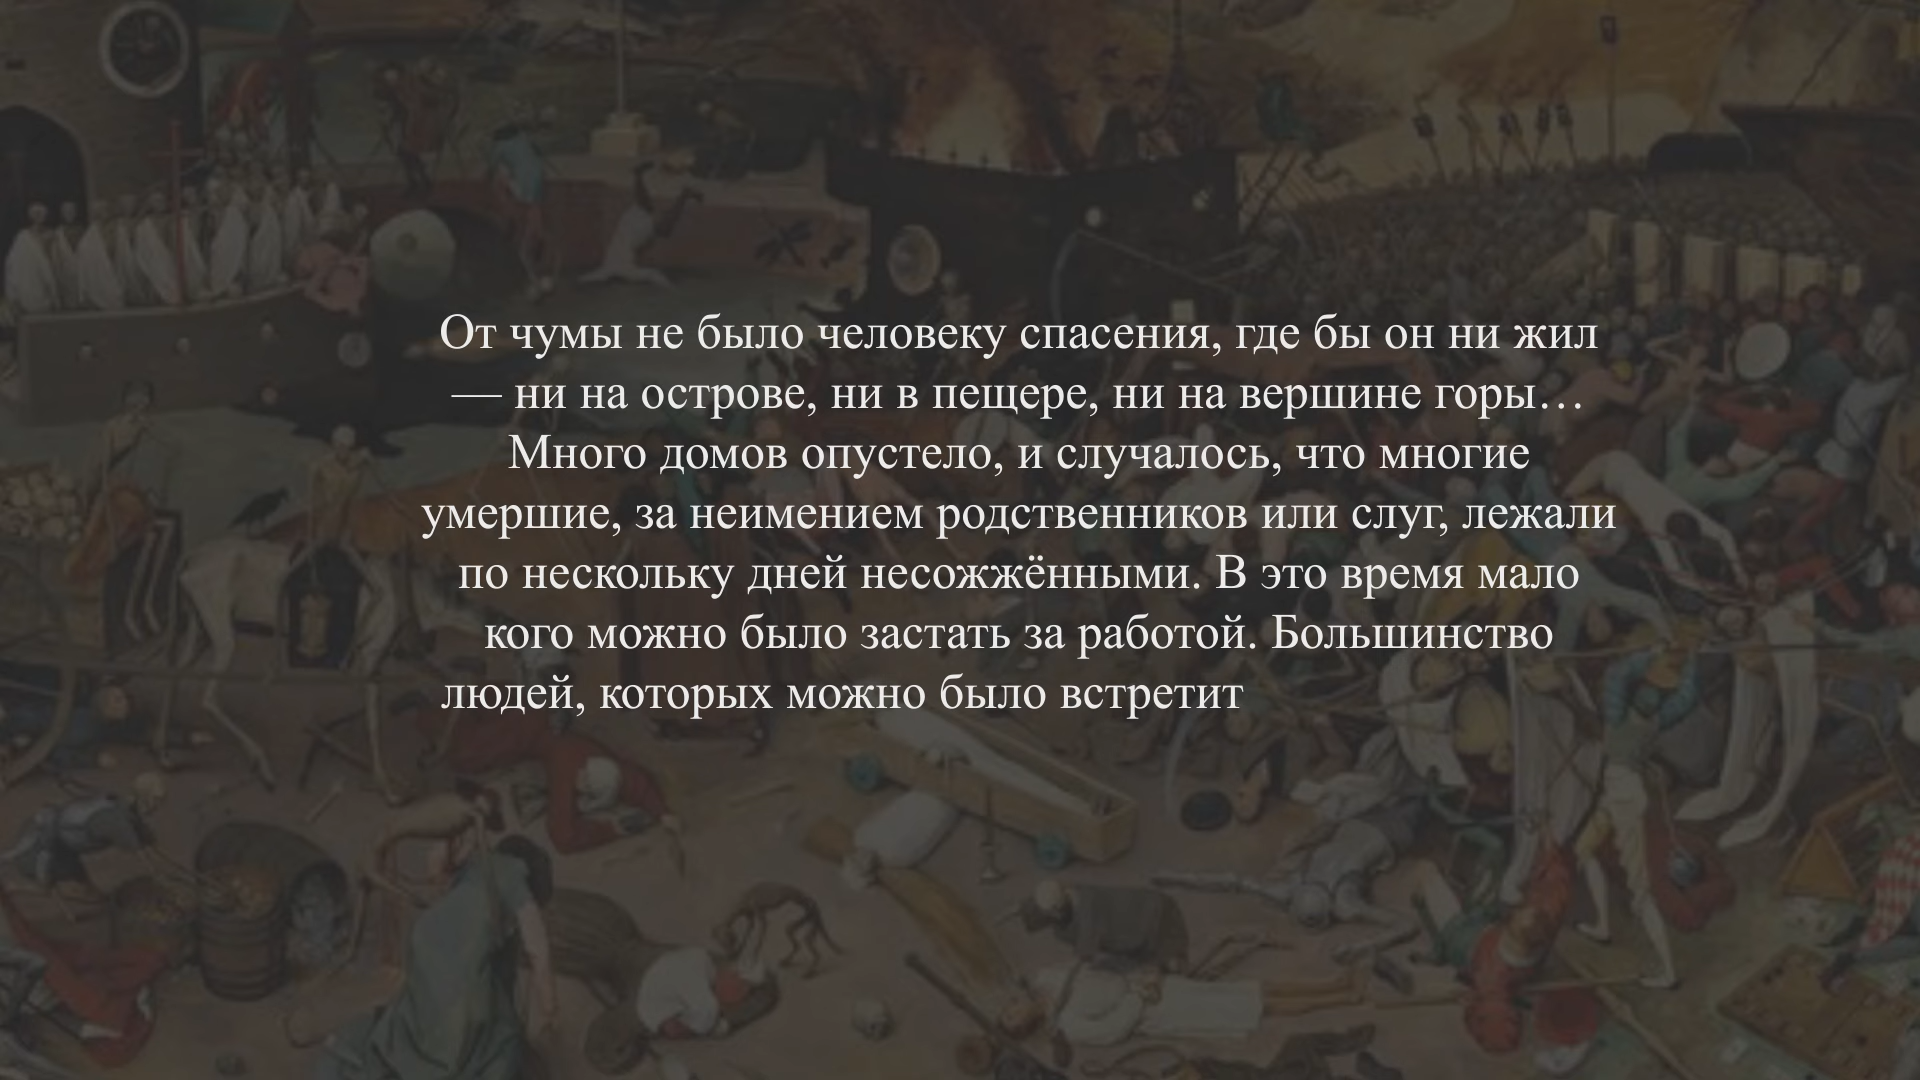 От чумы не было человеку спасения, где бы он ни жил
— ни на острове, ни в пещере, ни на вершине горы…
Много домов опустело, и случалось, что многие
умершие, за неимением родственников или слуг, лежали
по нескольку дней несожжёнными. В это время мало
кого можно было застать за работой. Большинство
людей, которых можно было встретит